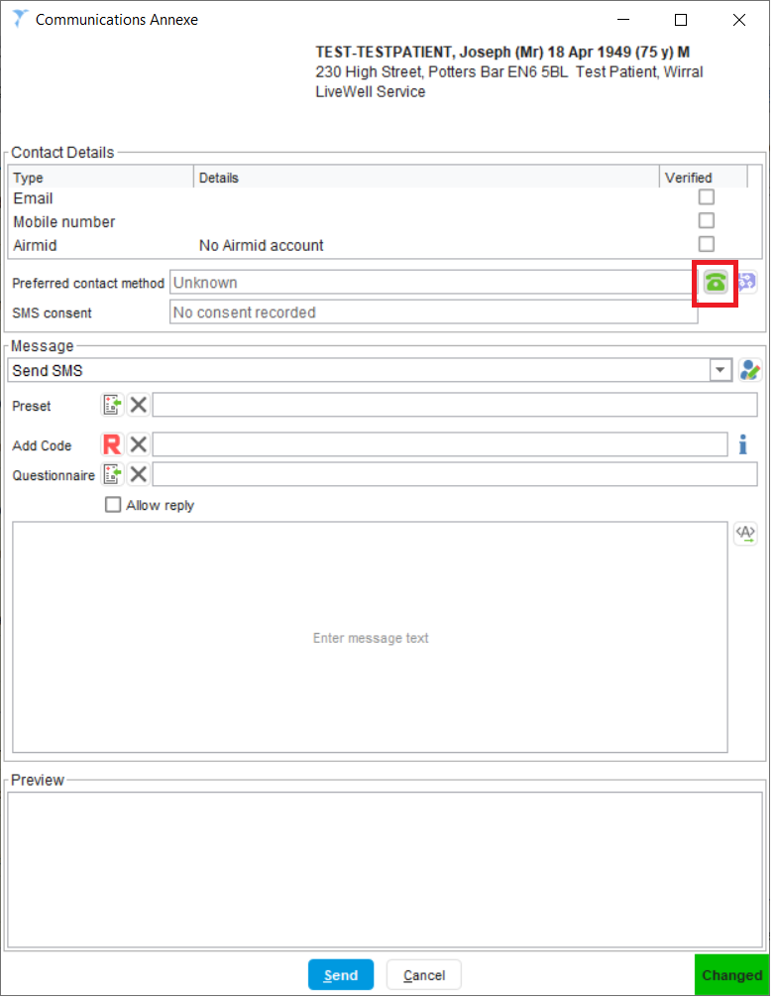 Communications Annexe
TEST-TESTPATIENT, Joseph (Mr) 18 Apr 1949 (75 y) M
230 High Street, Potters Bar EN6 5BL Test Patient, Wirral
LiveWell Service
Contact Details
Type Details Verified
Email
Mobile number
Airmid No Airmid account
Preferred contact method Unknown
SMS consent No consent recorded
Message
Send SMS
Preset
Add Code R i
Questionnaire
Allow reply
<A>
Enter message text
Preview
Send Cancel Changed